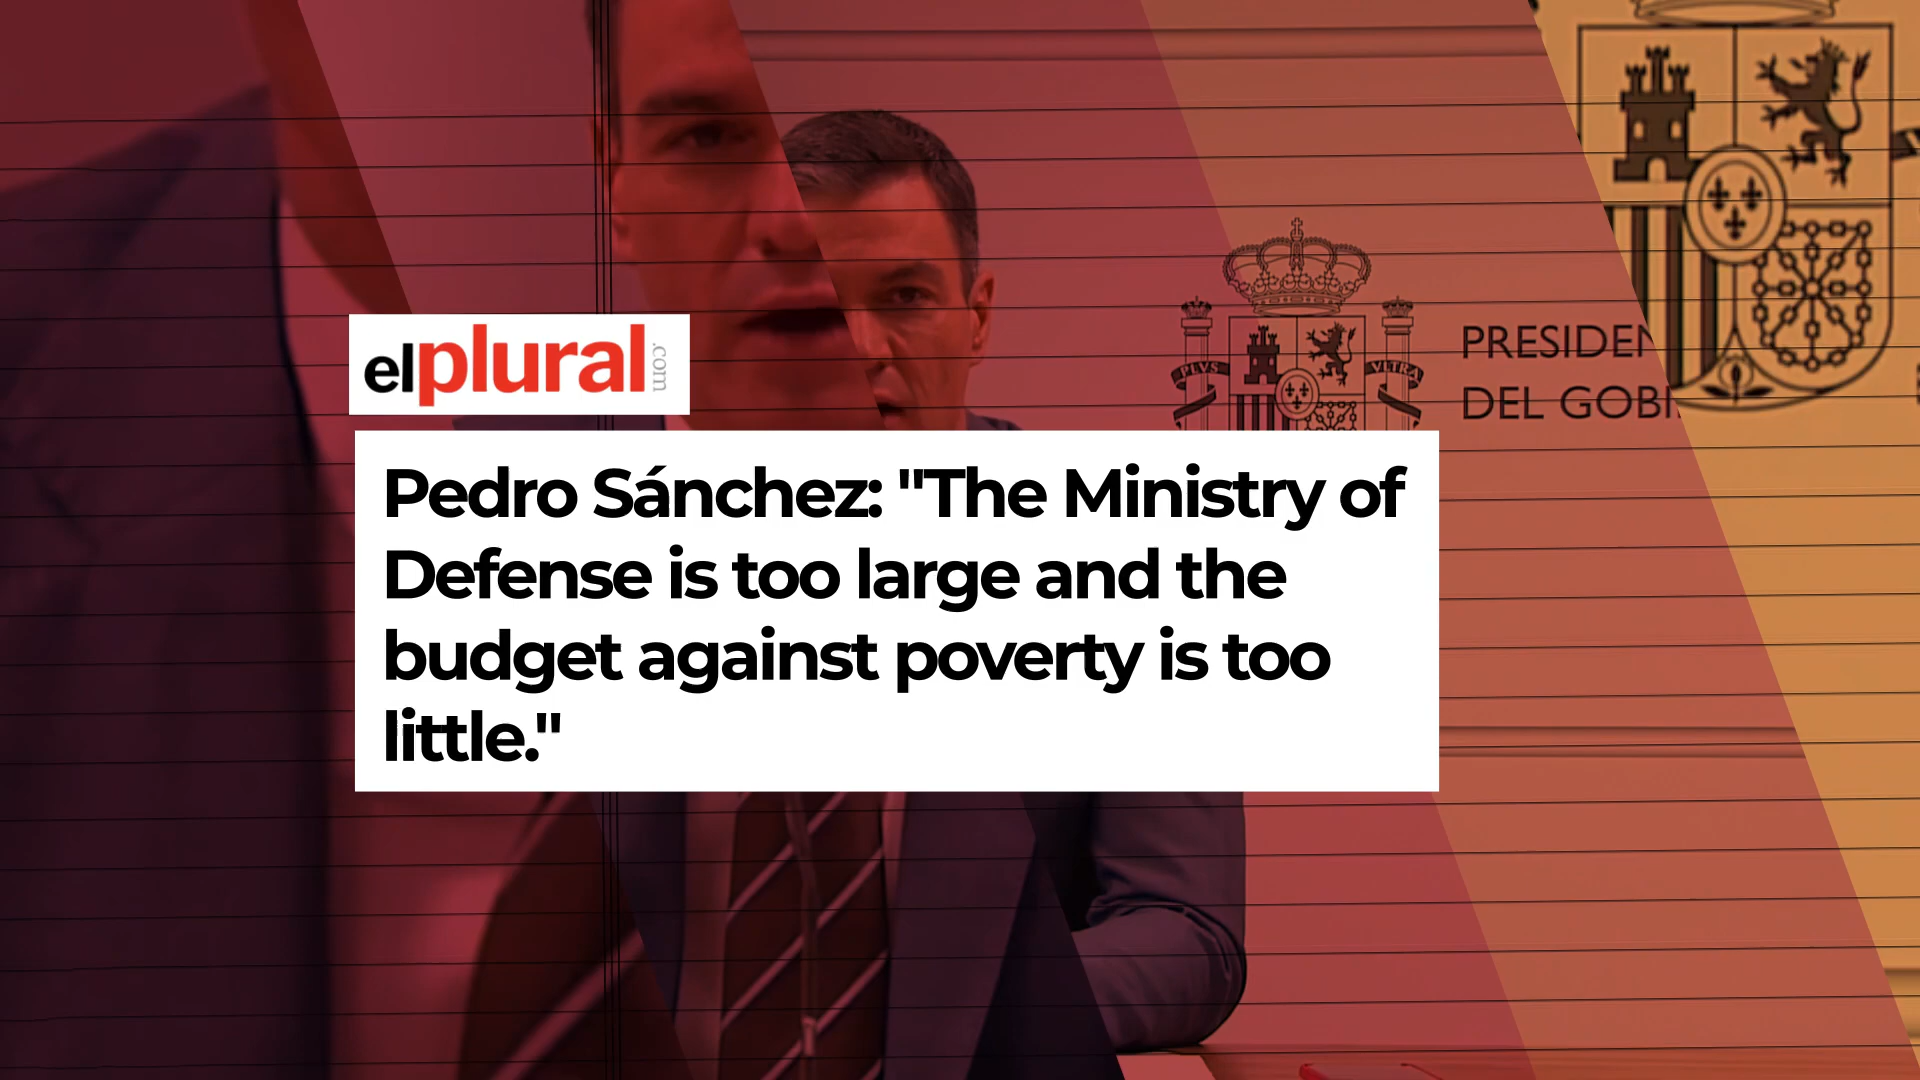 elplural.com
Pedro Sánchez: "The Ministry of
Defense is too large and the
budget against poverty is too
little."
PLVS VLTRA
PRESIDEN
DEL GOBI